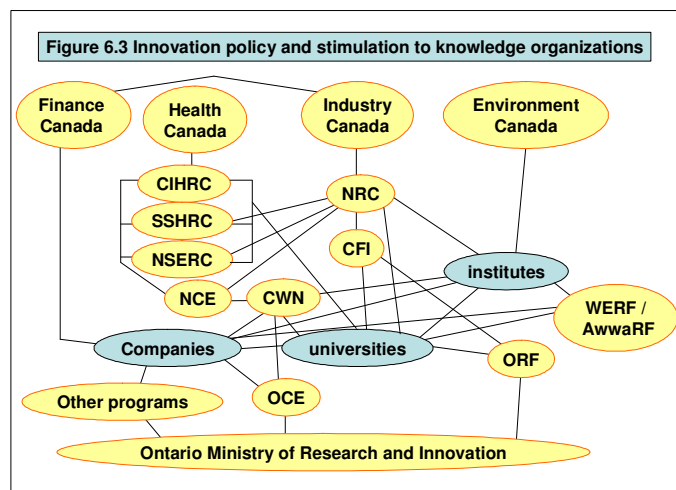 Figure 6.3 Innovation policy and stimulation to knowledge organizations
Finance
Canada
Health
Canada
Industry
Canada
Environment
Canada
CIHRC
NRC
SSHRC
CFI
NSERC
institutes
NCE
CWN
WERF /
AwwaRF
Companies
universities
ORF
Other programs
OCE
Ontario Ministry of Research and Innovation